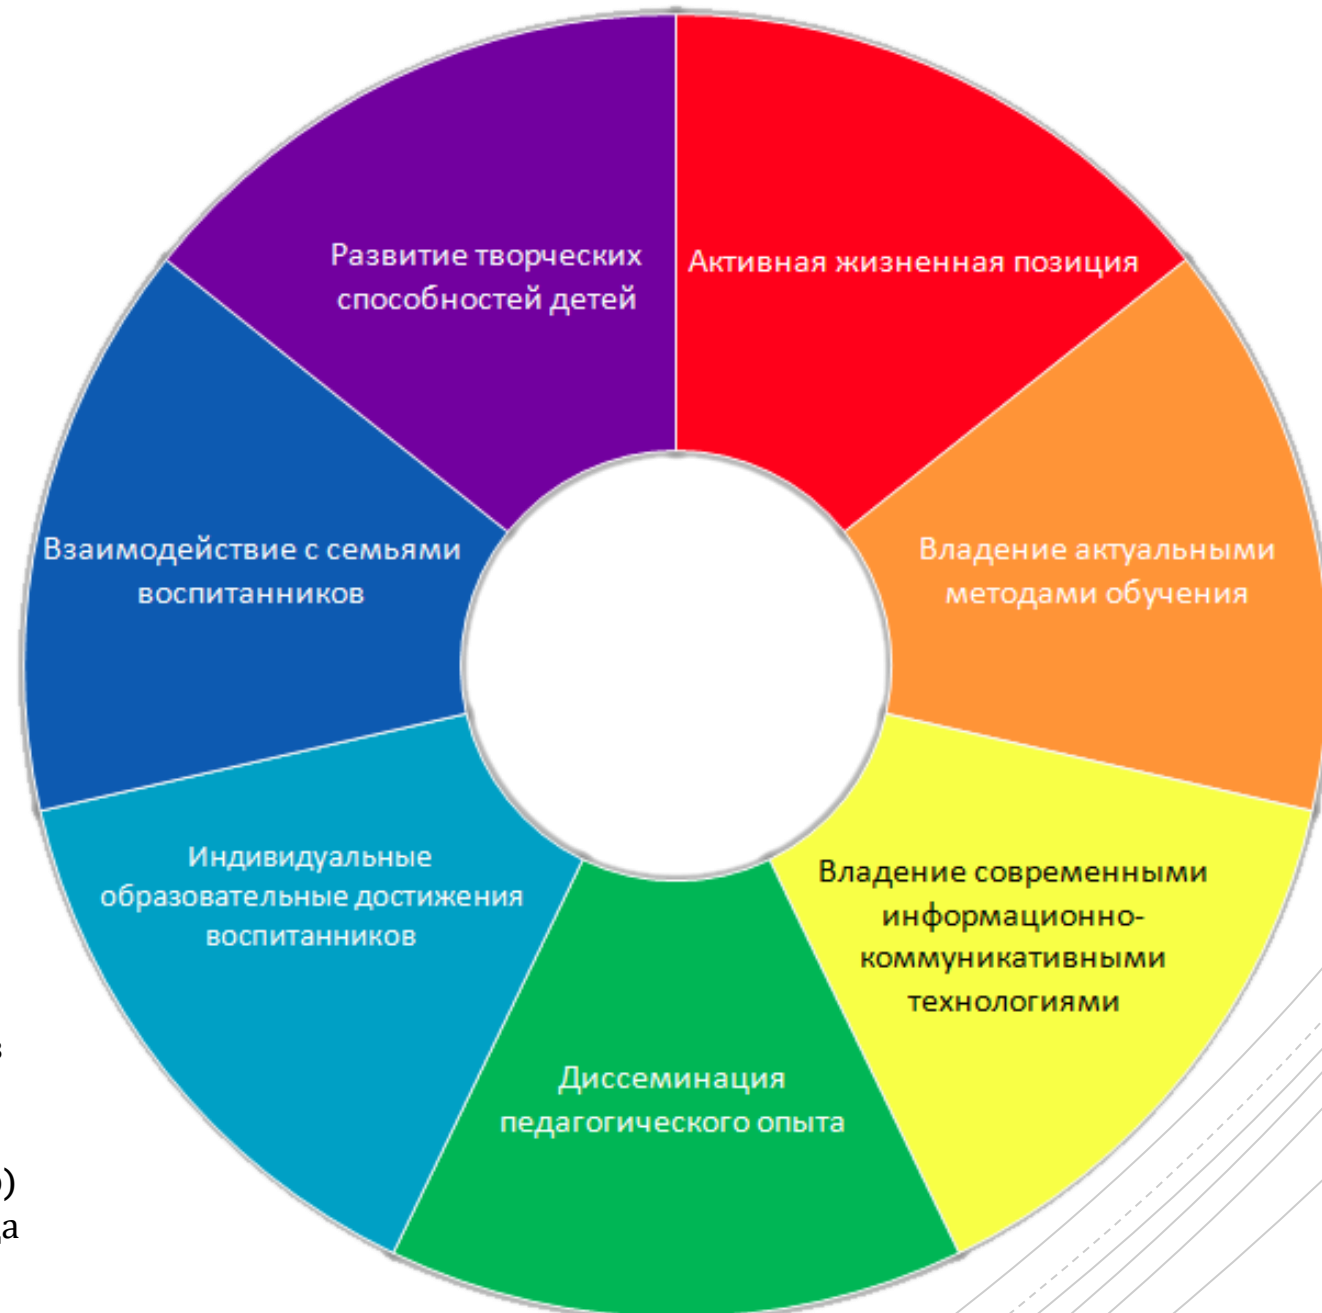 Развитие творческих
способностей детей
Активная жизненная позиция
Взаимодействие с семьями
воспитанников
Владение актуальными
методами обучения
Индивидуальные
образовательные достижения
воспитанников
Владение современными
информационно-
коммуникативными
технологиями
Диссеминация
педагогического опыта